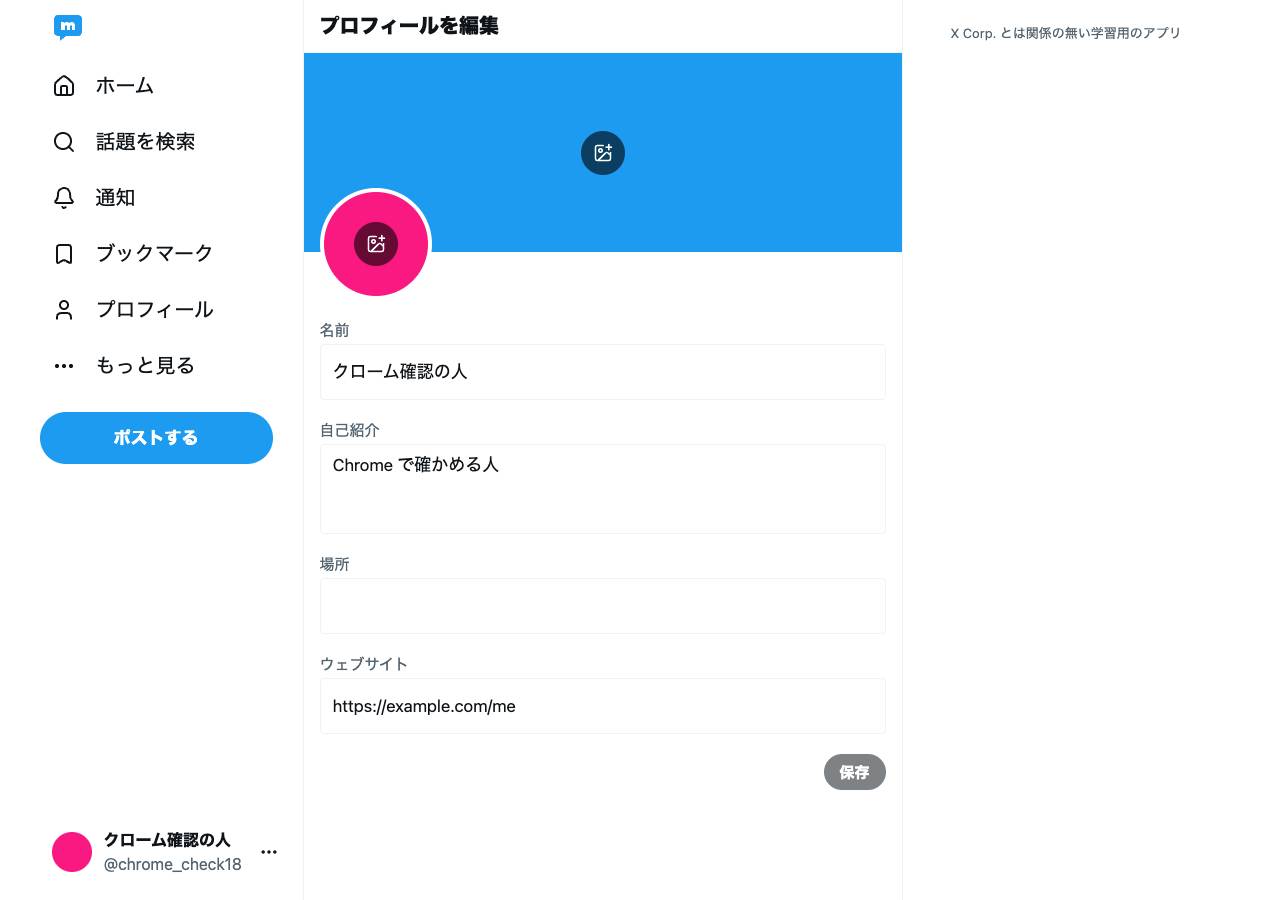 m
ホーム
話題を検索
通知
ブックマーク
プロフィール
もっと見る
ポストする
クローム確認の人
@chrome_check18
プロフィールを編集
名前
クローム確認の人
自己紹介
Chrome で確かめる人
場所
ウェブサイト
https://example.com/me
保存
X Corp. とは関係の無い学習用のアプリ